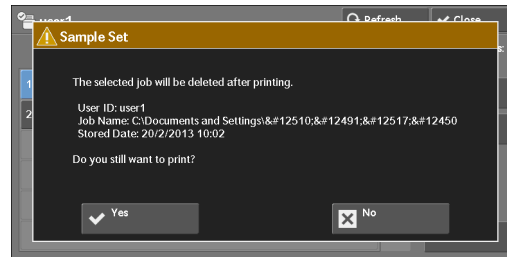 user1
Refresh
Close
Sample Set
1
The selected job will be deleted after printing.
User ID: user1
2
Job Name: C:\Documents and Settings\&#12510;&#12491;&#12517;&#12450
Stored Date: 20/2/2013 10:02
Do you still want to print?
Yes
No